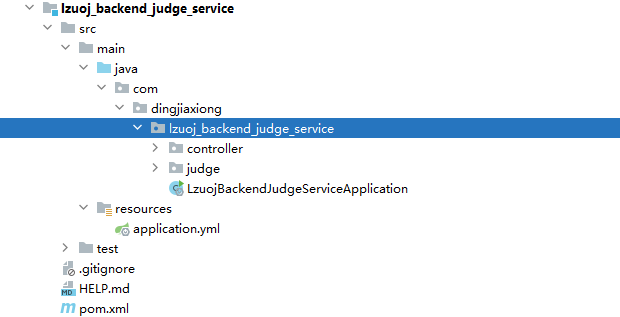 lzuoj_backend_judge_service
src
main
java
com
dingjiaxiong
lzuoj_backend_judge_service
controller
judge
LzuojBackendJudgeServiceApplication
resources
application.yml
test
.gitignore
MD
HELP.md
m
pom.xml